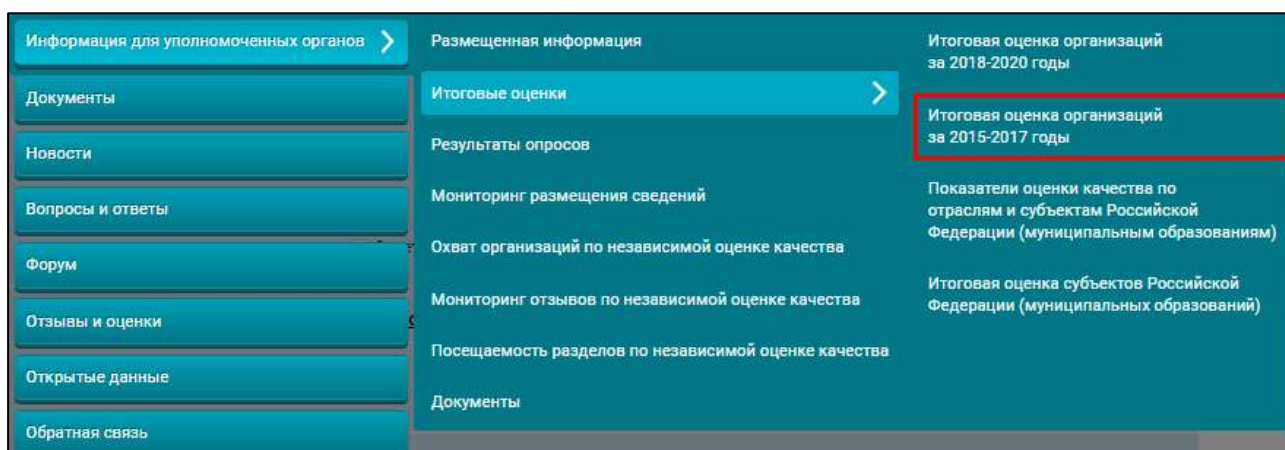 Информация для уполномоченных органов
Документы
Новости
Вопросы и ответы
Форум
Отзывы и оценки
Открытые данные
Обратная связь
Размещенная информация
Итоговые оценки
Результаты опросов
Мониторинг размещения сведений
Охват организаций по независимой оценке качества
Мониторинг отзывов по независимой оценке качества
Посещаемость разделов по независимой оценке качества
Документы
Итоговая оценка организаций
за 2018-2020 годы
Итоговая оценка организаций
за 2015-2017 годы
Показатели оценки качества по
отраслям и субъектам Российской
Федерации (муниципальным образованиям)
Итоговая оценка субъектов Российской
Федерации (муниципальных образований)